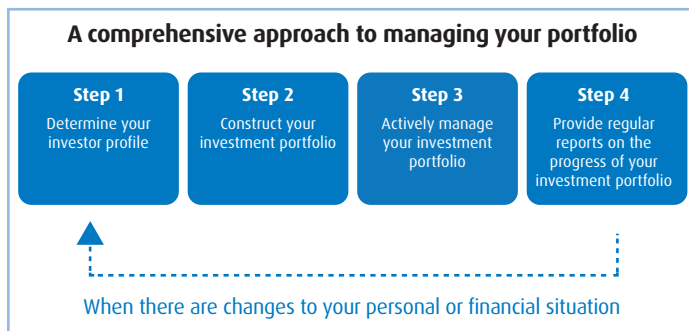 A comprehensive approach to managing your portfolio
Step 1
Determine your
investor profile
Step 2
Construct your
investment portfolio
Step 3
Actively manage
your investment
portfolio
Step 4
Provide regular
reports on the
progress of your
investment portfolio
When there are changes to your personal or financial situation